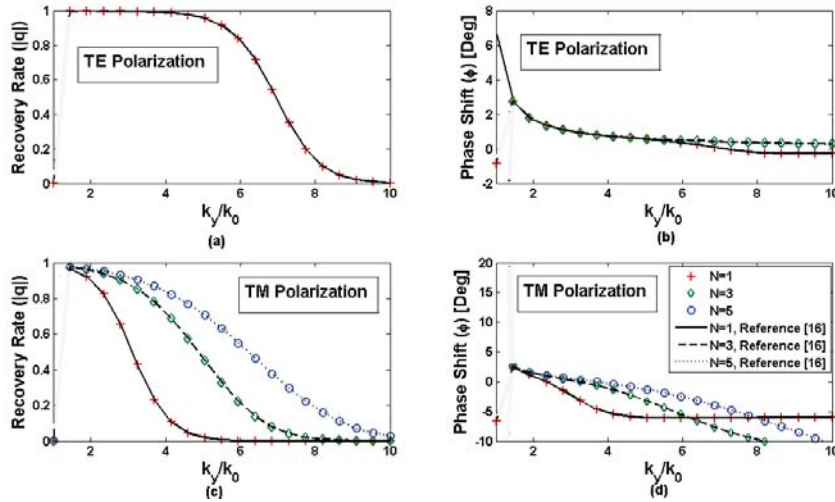 1
0.8
0.6
0.4
0.2
0
2
4
6
8
10
Recovery Rate (|q|)
TE Polarization
k_y/k_0
(a)
8
6
4
2
0
-2
2
4
6
8
10
Phase Shift (ϕ) [Deg]
TE Polarization
k_y/k_0
(b)
1
0.8
0.6
0.4
0.2
0
2
4
6
8
10
Recovery Rate (|q|)
TM Polarization
k_y/k_0
(c)
20
15
10
5
0
-5
-10
2
4
6
8
10
Phase Shift (ϕ) [Deg]
TM Polarization
N=1
N=3
N=5
N=1, Reference [16]
N=3, Reference [16]
N=5, Reference [16]
k_y/k_0
(d)